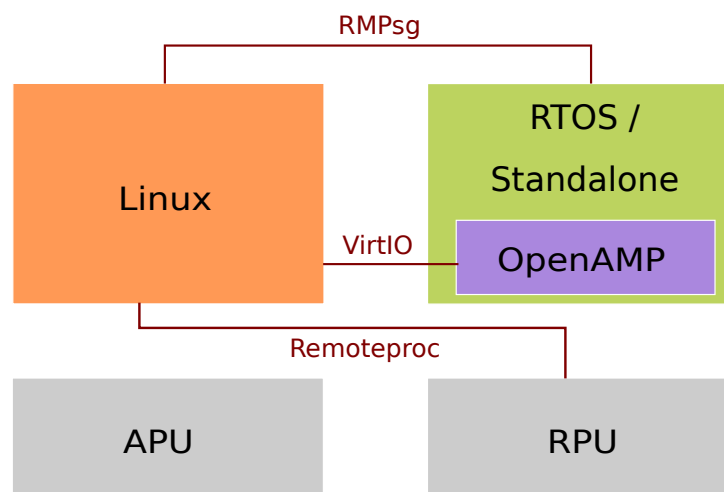 RMPsg
RTOS /
Standalone
Linux
VirtIO
OpenAMP
Remoteproc
APU
RPU